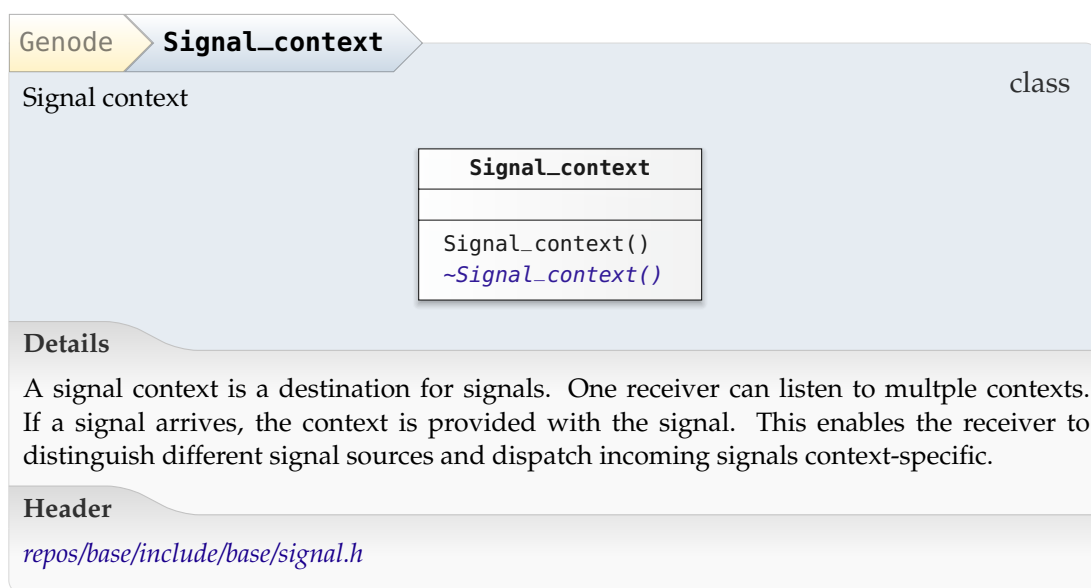 Genode Signal_context
class
Signal context
Signal_context
Signal_context()
~Signal_context()
Details
A signal context is a destination for signals. One receiver can listen to multple contexts.
If a signal arrives, the context is provided with the signal. This enables the receiver to
distinguish different signal sources and dispatch incoming signals context-specific.
Header
repos/base/include/base/signal.h